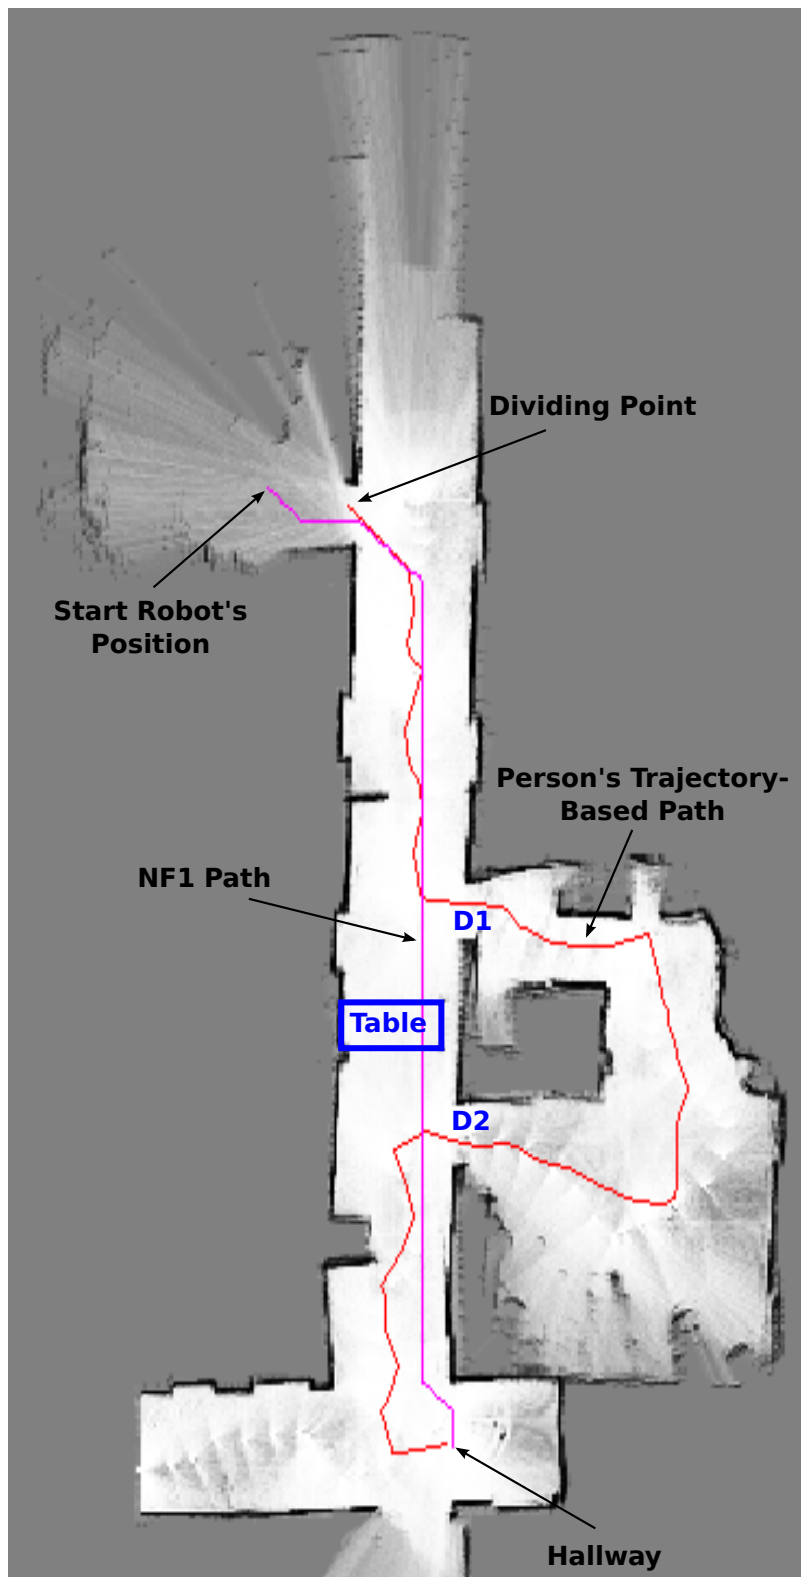 Dividing Point
Start Robot's
Position
Person's Trajectory-
Based Path
NF1 Path
D1
Table
D2
Hallway